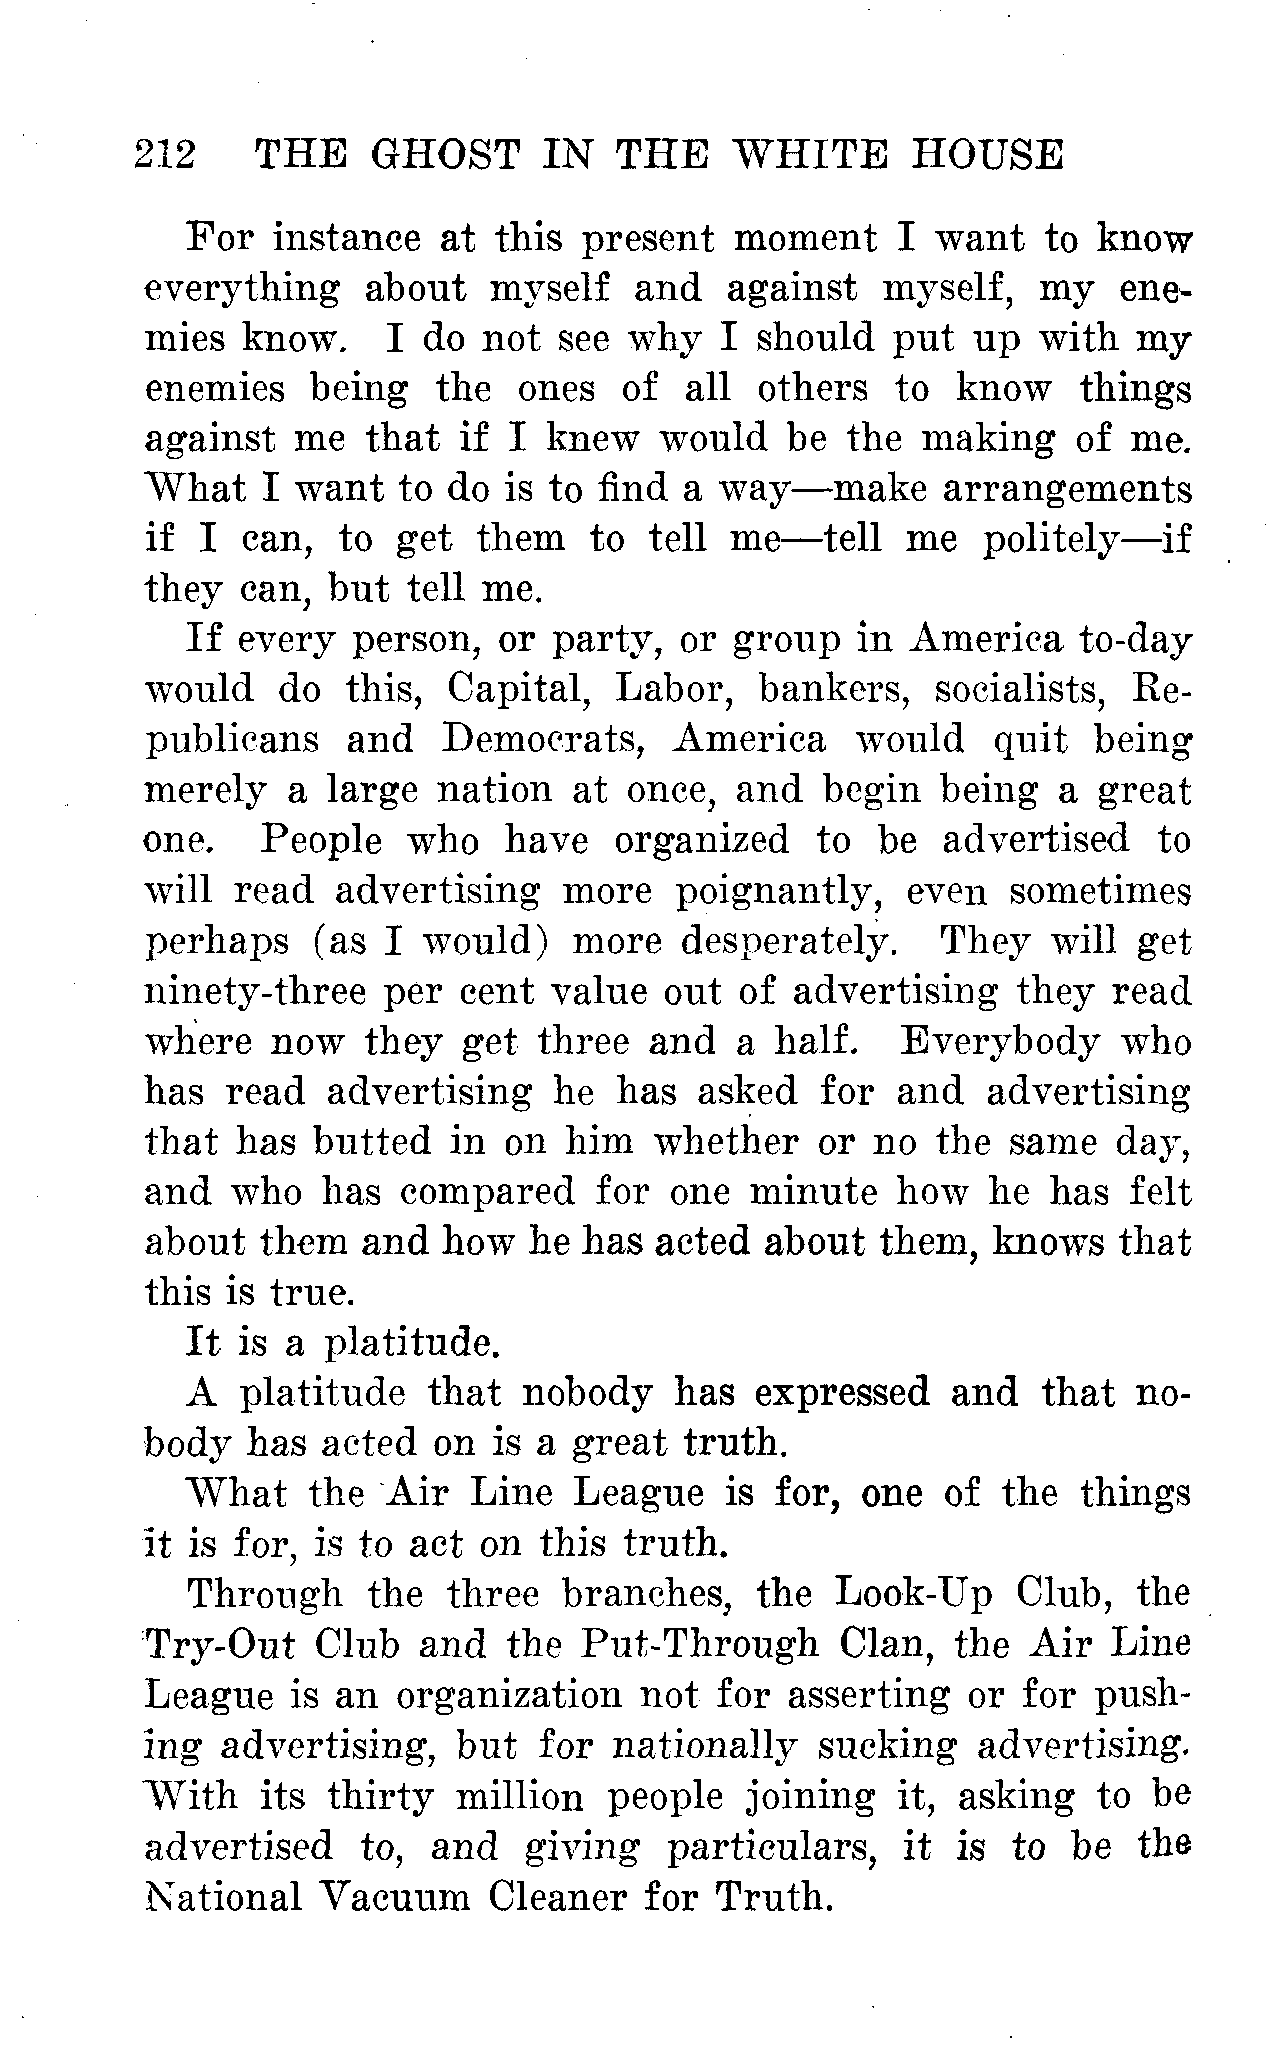 212 THE GHOST IN THE WHITE HOUSE
For instance at this present moment I want to know
everything about myself and against myself, my ene-
mies know. I do not see why I should put up with my
enemies being the ones of all others to know things
against me that if I knew would be the making of me.
What I want to do is to find a way—make arrangements
if I can, to get them to tell me—tell me politely—if
they can, but tell me.
If every person, or party, or group in America to-day
would do this, Capital, Labor, bankers, socialists, Re-
publicans and Democrats, America would quit being
merely a large nation at once, and begin being a great
one. People who have organized to be advertised to
will read advertising more poignantly, even sometimes
perhaps (as I would) more desperately. They will get
ninety-three per cent value out of advertising they read
where now they get three and a half. Everybody who
has read advertising he has asked for and advertising
that has butted in on him whether or no the same day,
and who has compared for one minute how he has felt
about them and how he has acted about them, knows that
this is true.
It is a platitude.
A platitude that nobody has expressed and that no-
body has acted on is a great truth.
What the Air Line League is for, one of the things
it is for, is to act on this truth.
Through the three branches, the Look-Up Club, the
Try-Out Club and the Put-Through Clan, the Air Line
League is an organization not for asserting or for push-
ing advertising, but for nationally sucking advertising.
With its thirty million people joining it, asking to be
advertised to, and giving particulars, it is to be the
National Vacuum Cleaner for Truth.